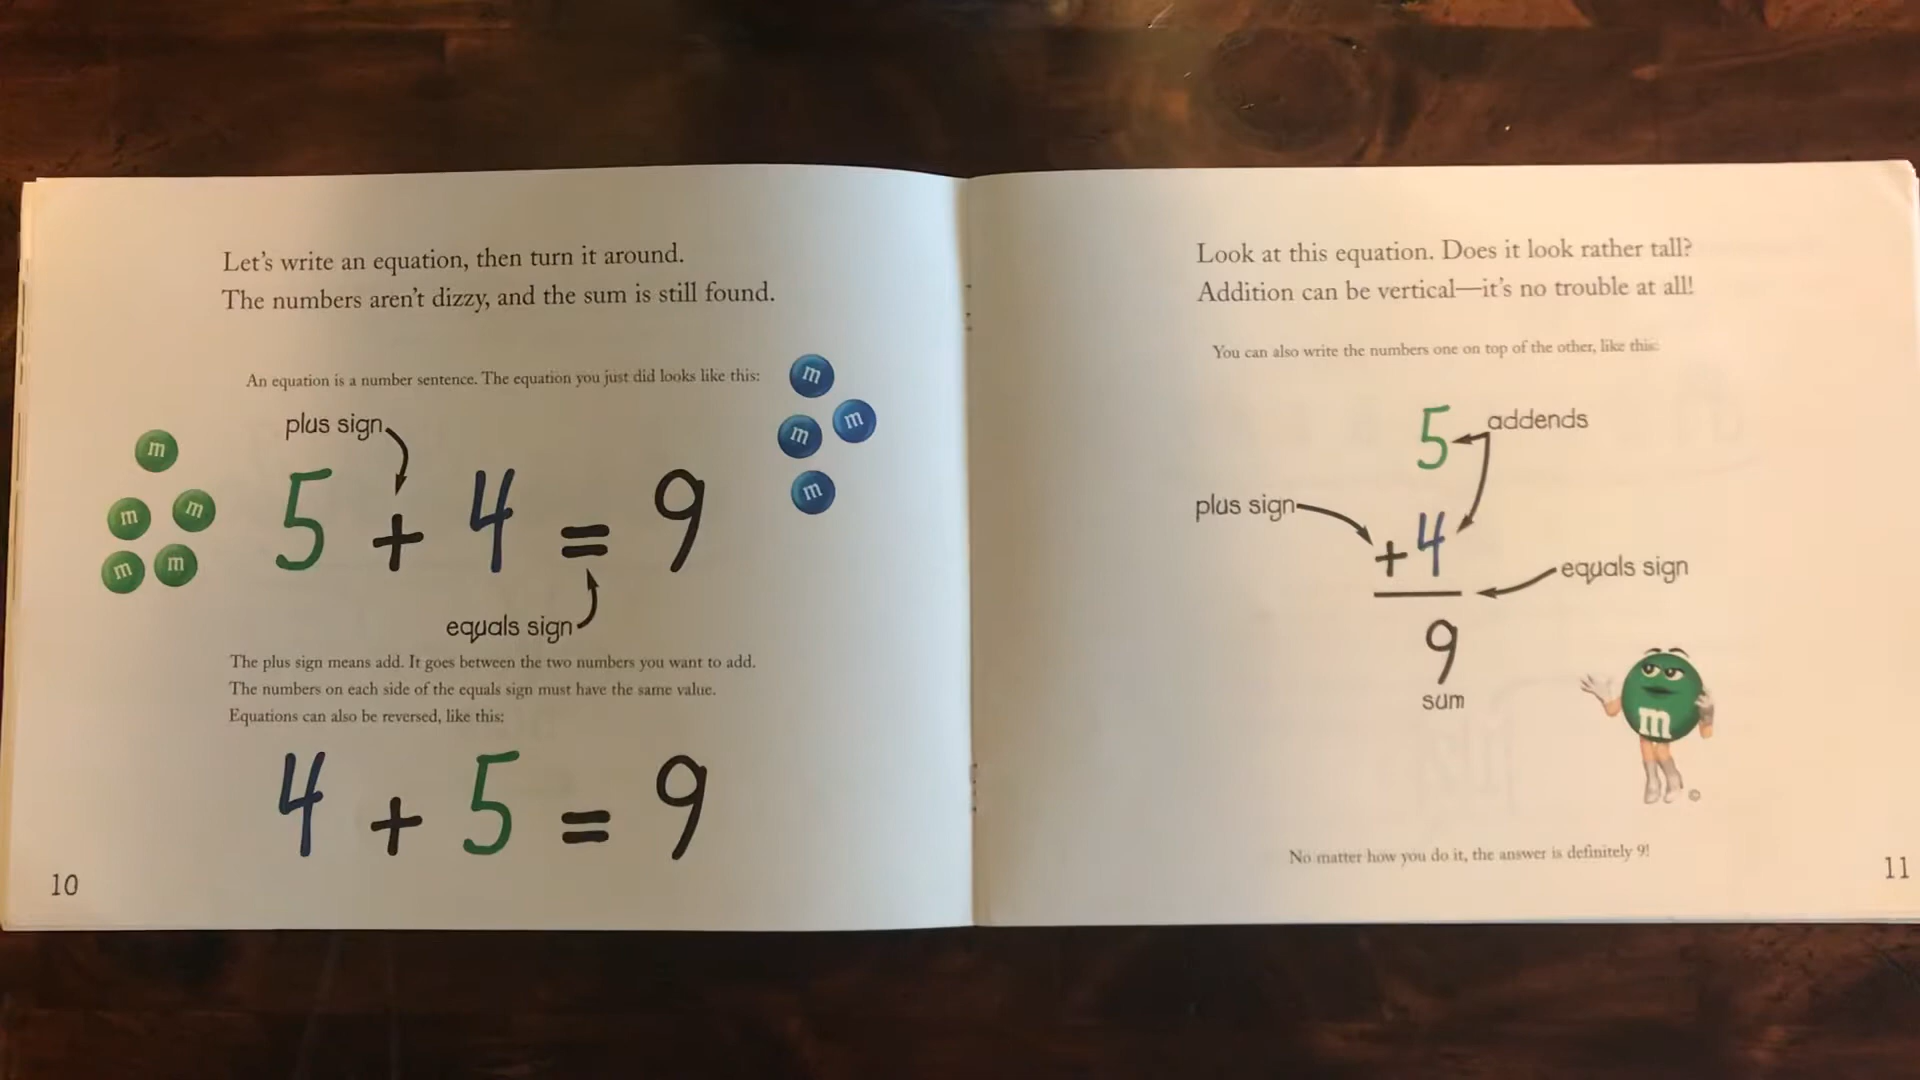 Let's write an equation, then turn it around.
The numbers aren't dizzy, and the sum is still found.
An equation is a number sentence. The equation you just did looks like this:
plus sign
5 + 4 = 9
equals sign
m
m
m
m
m
m
m
m
m
The plus sign means add. It goes between the two numbers you want to add.
The numbers on each side of the equals sign must have the same value.
Equations can also be reversed, like this:
4 + 5 = 9
10
Look at this equation. Does it look rather tall?
Addition can be vertical—it's no trouble at all!
You can also write the numbers one on top of the other, like this:
5
addends
plus sign
+4
equals sign
9
sum
m
©
No matter how you do it, the answer is definitely 9!
11